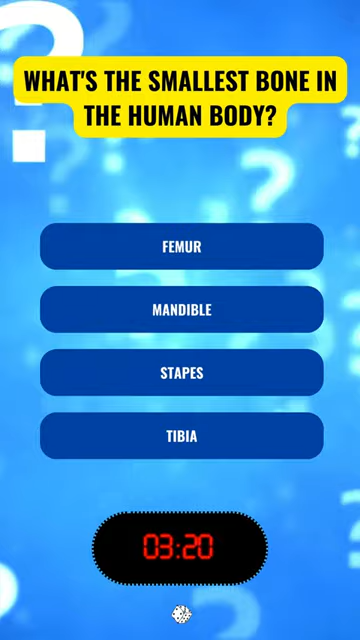 WHAT'S THE SMALLEST BONE IN
THE HUMAN BODY?
FEMUR
MANDIBLE
STAPES
TIBIA
03:20